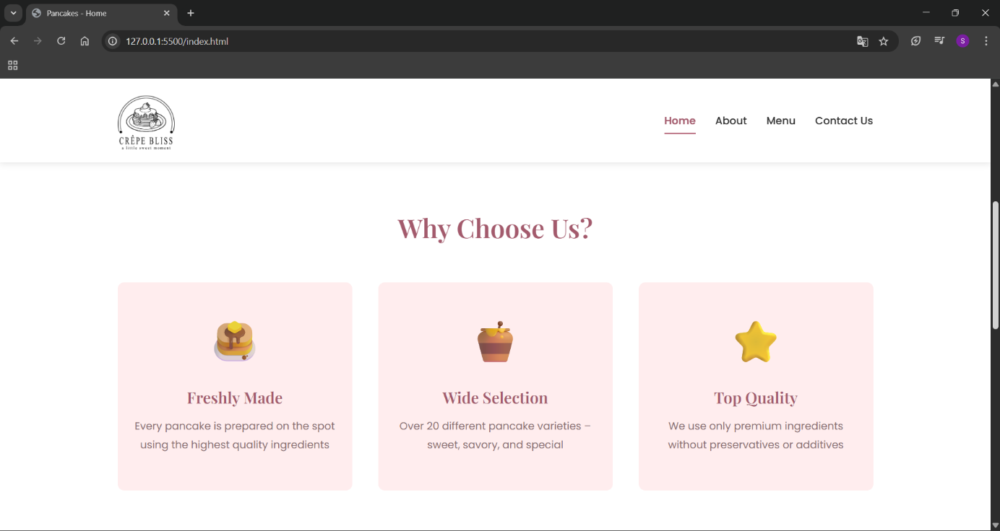 Pancakes - Home
127.0.0.1:5500/index.html
S
CRÊPE BLISS
a little sweet moment
Home About Menu Contact Us
Why Choose Us?
Freshly Made
Every pancake is prepared on the spot
using the highest quality ingredients
Wide Selection
Over 20 different pancake varieties –
sweet, savory, and special
Top Quality
We use only premium ingredients
without preservatives or additives